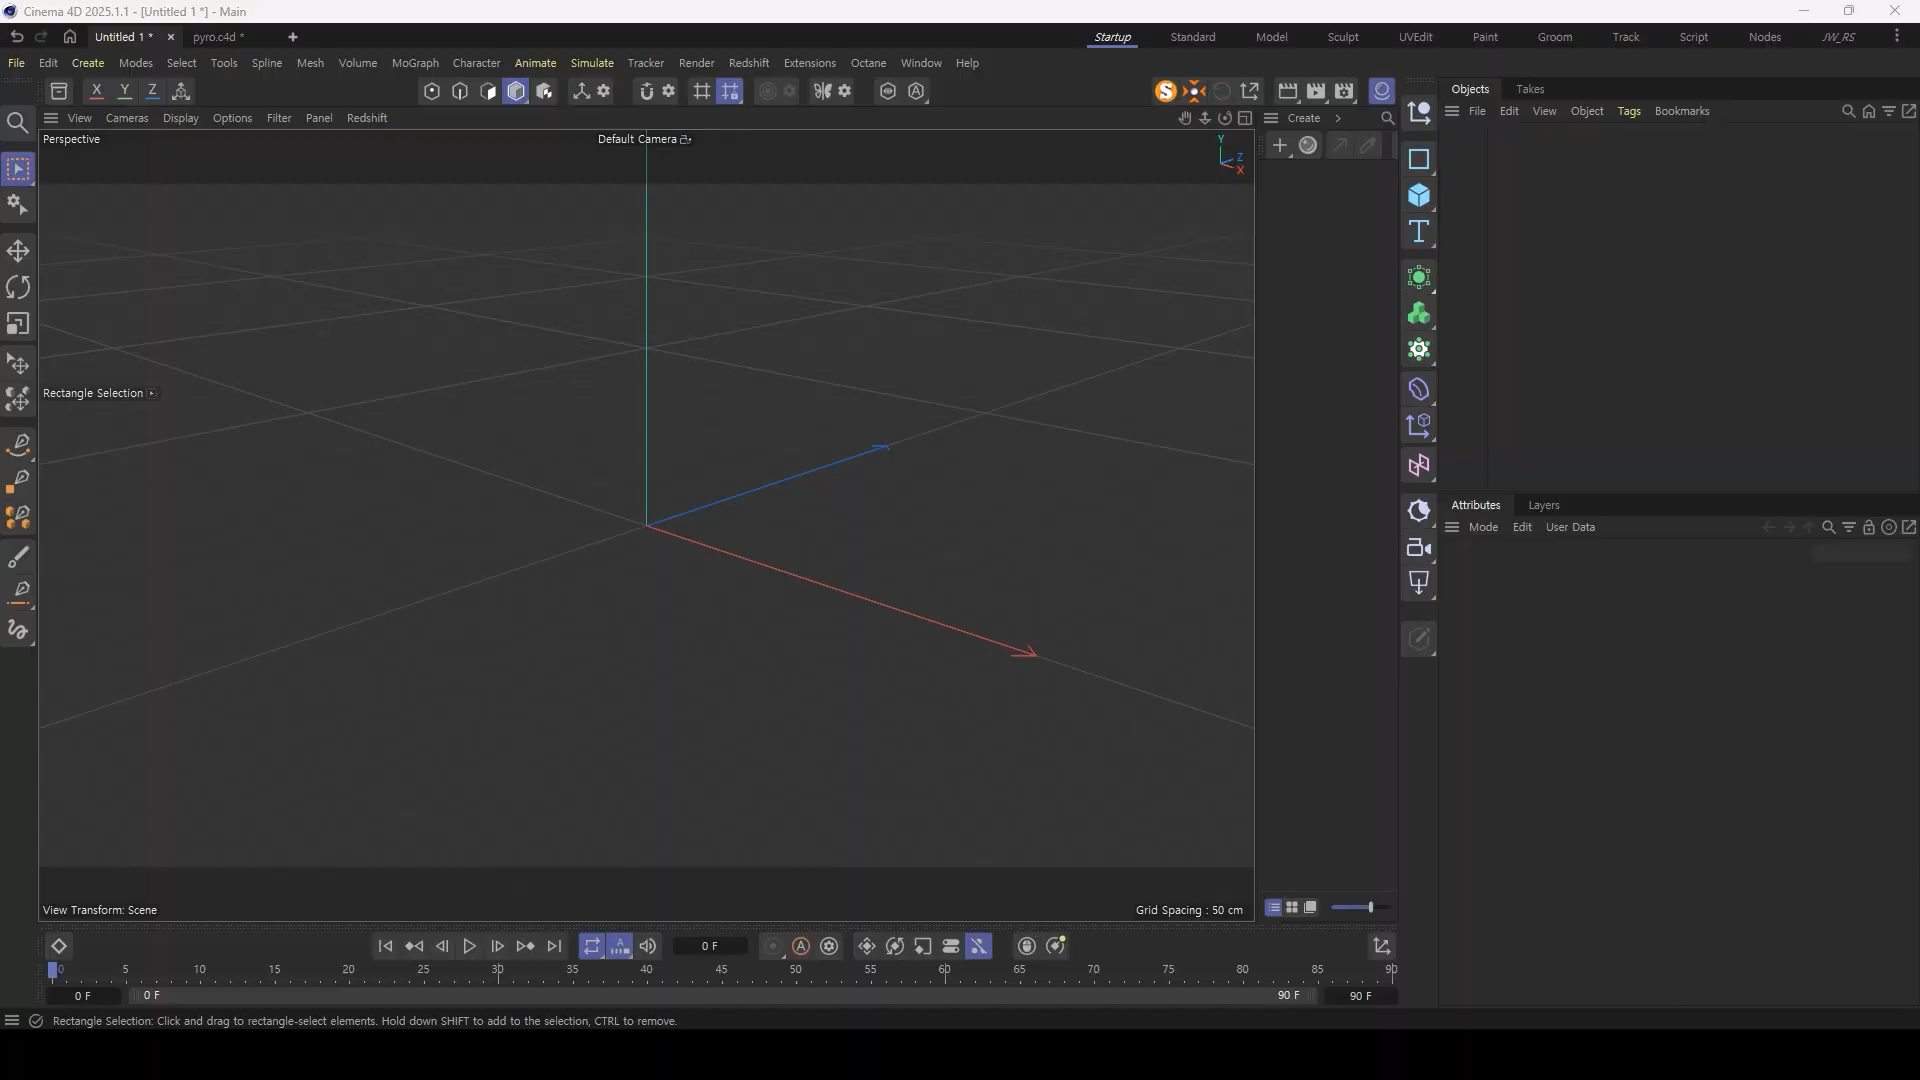 Cinema 4D 2025.1.1 - [Untitled 1 *] - Main
Untitled 1 * pyro.c4d * Startup Standard Model Sculpt UVEdit Paint Groom Track Script Nodes JW_RS
File Edit Create Modes Select Tools Spline Mesh Volume MoGraph Character Animate Simulate Tracker Render Redshift Extensions Octane Window Help
X Y Z
Objects Takes
View Cameras Display Options Filter Panel Redshift
Create
File Edit View Object Tags Bookmarks
Perspective
Default Camera
Y
Z
X
Rectangle Selection
Attributes Layers
Mode Edit User Data
View Transform: Scene
Grid Spacing : 50 cm
0 F
0 5 10 15 20 25 30 35 40 45 50 55 60 65 70 75 80 85 90
0 F 0 F 90 F 90 F
Rectangle Selection: Click and drag to rectangle-select elements. Hold down SHIFT to add to the selection, CTRL to remove.